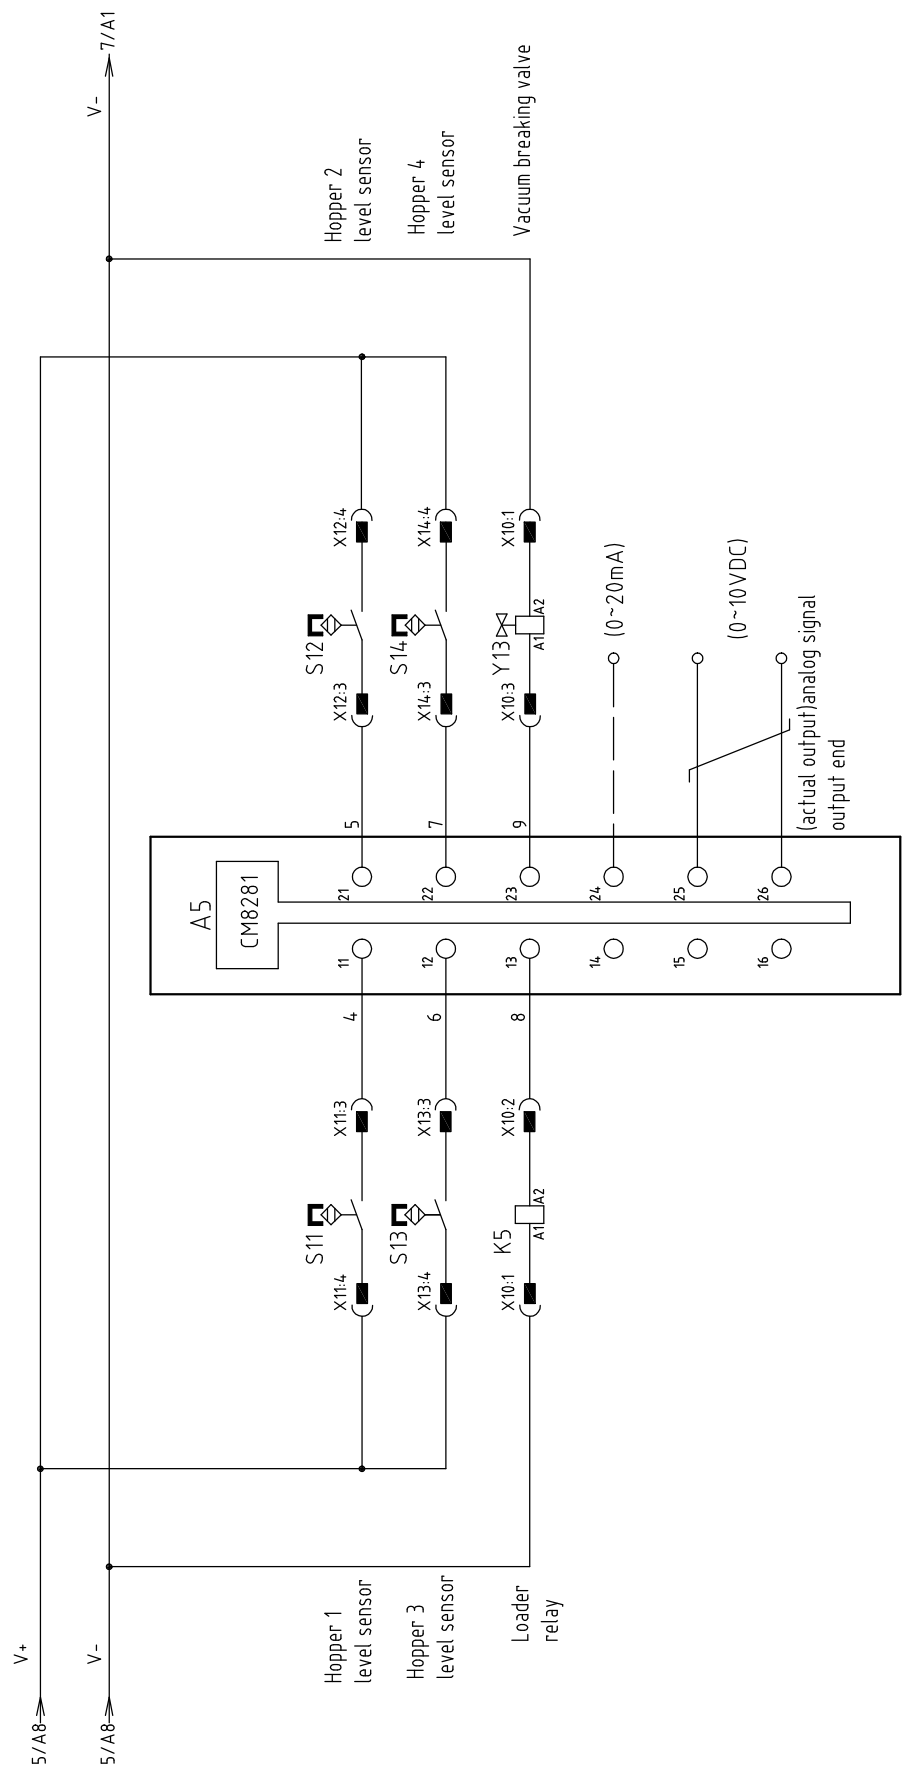 5/A8
V+
5/A8
V-
V-
7/A1
Hopper 1
level sensor
Hopper 3
level sensor
Loader
relay
X11:4
S11
X11:3
4
X13:4
S13
X13:3
6
X10:1
K5
A1
A2
X10:2
8
A5
CM8281
11
12
13
14
15
16
21
22
23
24
25
26
5
X12:3
S12
X12:4
7
X14:3
S14
X14:4
9
X10:3
Y13
A1
A2
X10:1
(0~20mA)
(0~10VDC)
(actual output)analog signal
output end
Hopper 2
level sensor
Hopper 4
level sensor
Vacuum breaking valve